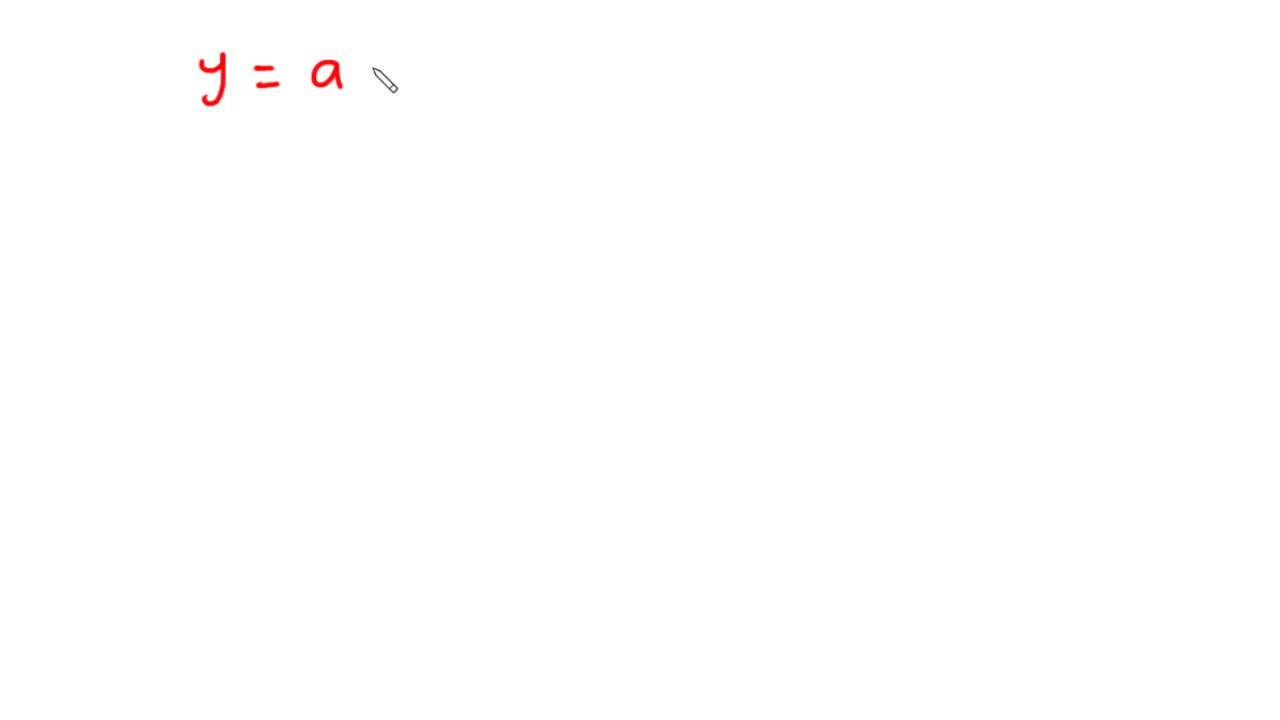 y = a